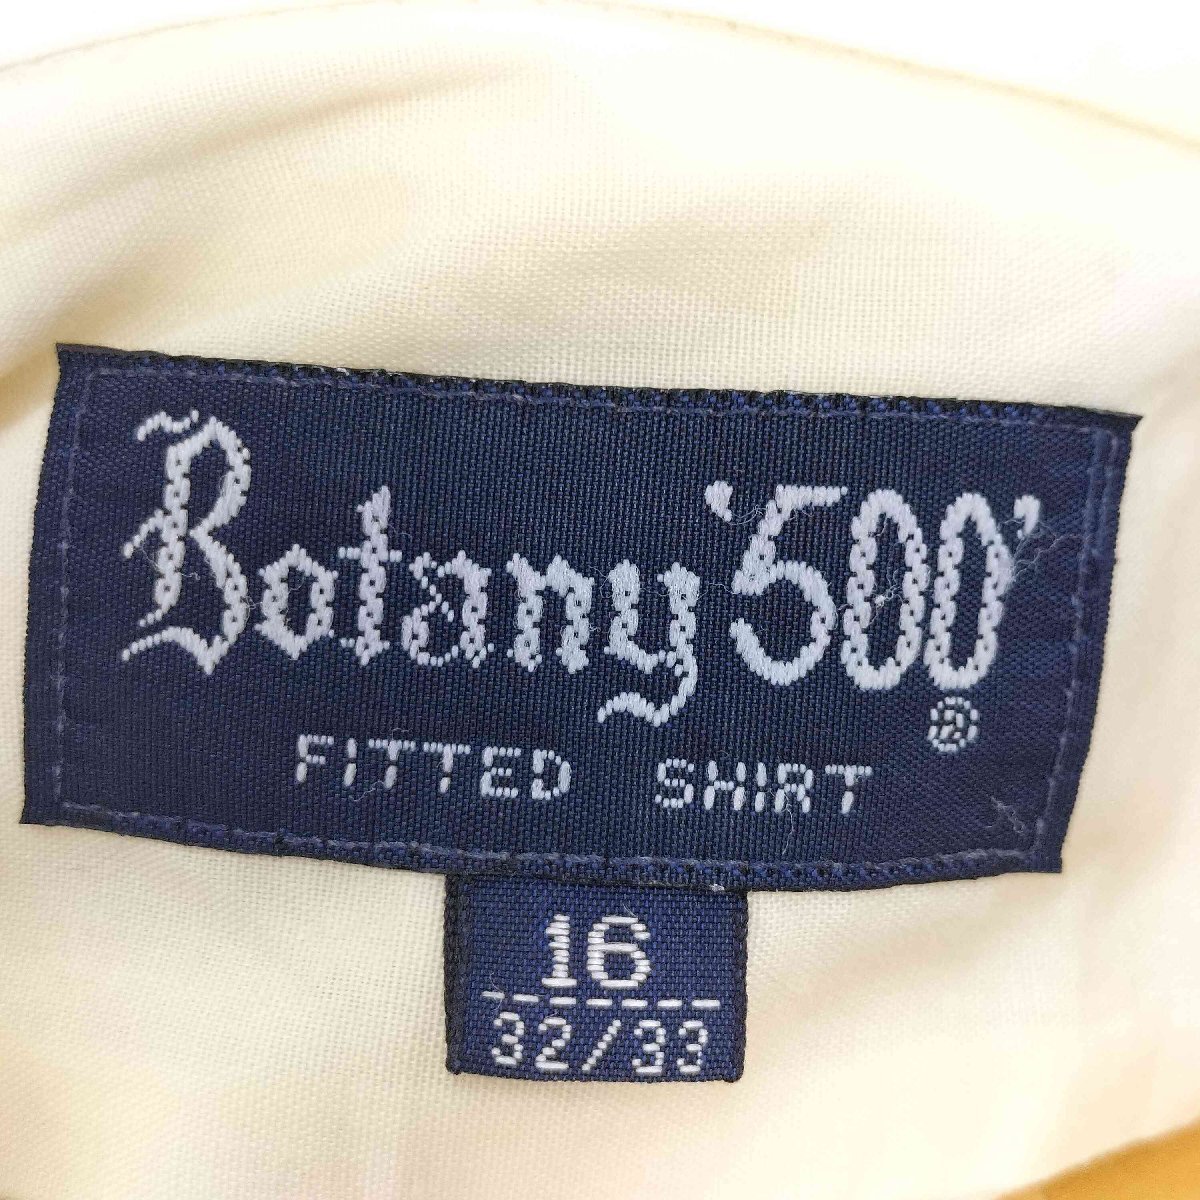 Botany '500'
®
FITTED SHIRT
16
32/33